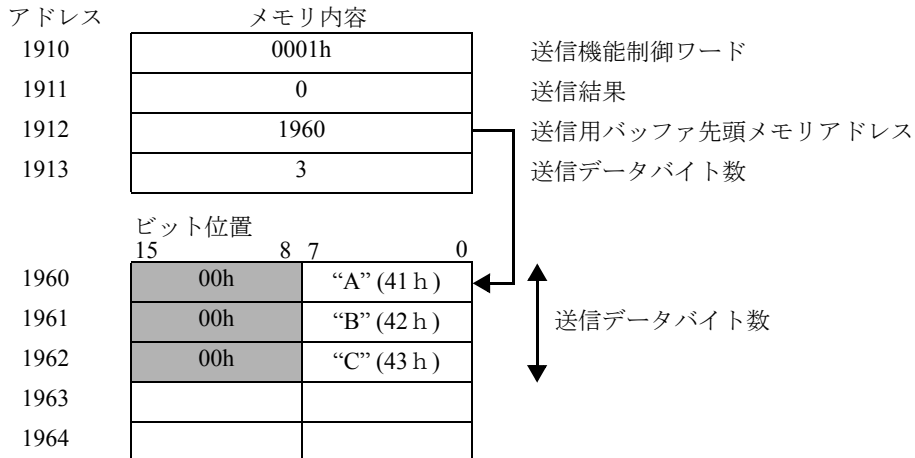 アドレス メモリ内容
1910 0001h 送信機能制御ワード
1911 0 送信結果
1912 1960 送信用バッファ先頭メモリアドレス
1913 3 送信データバイト数
ビット位置
15 8 7 0
1960 00h “A” (41ｈ)
1961 00h “B” (42ｈ) 送信データバイト数
1962 00h “C” (43ｈ)
1963
1964